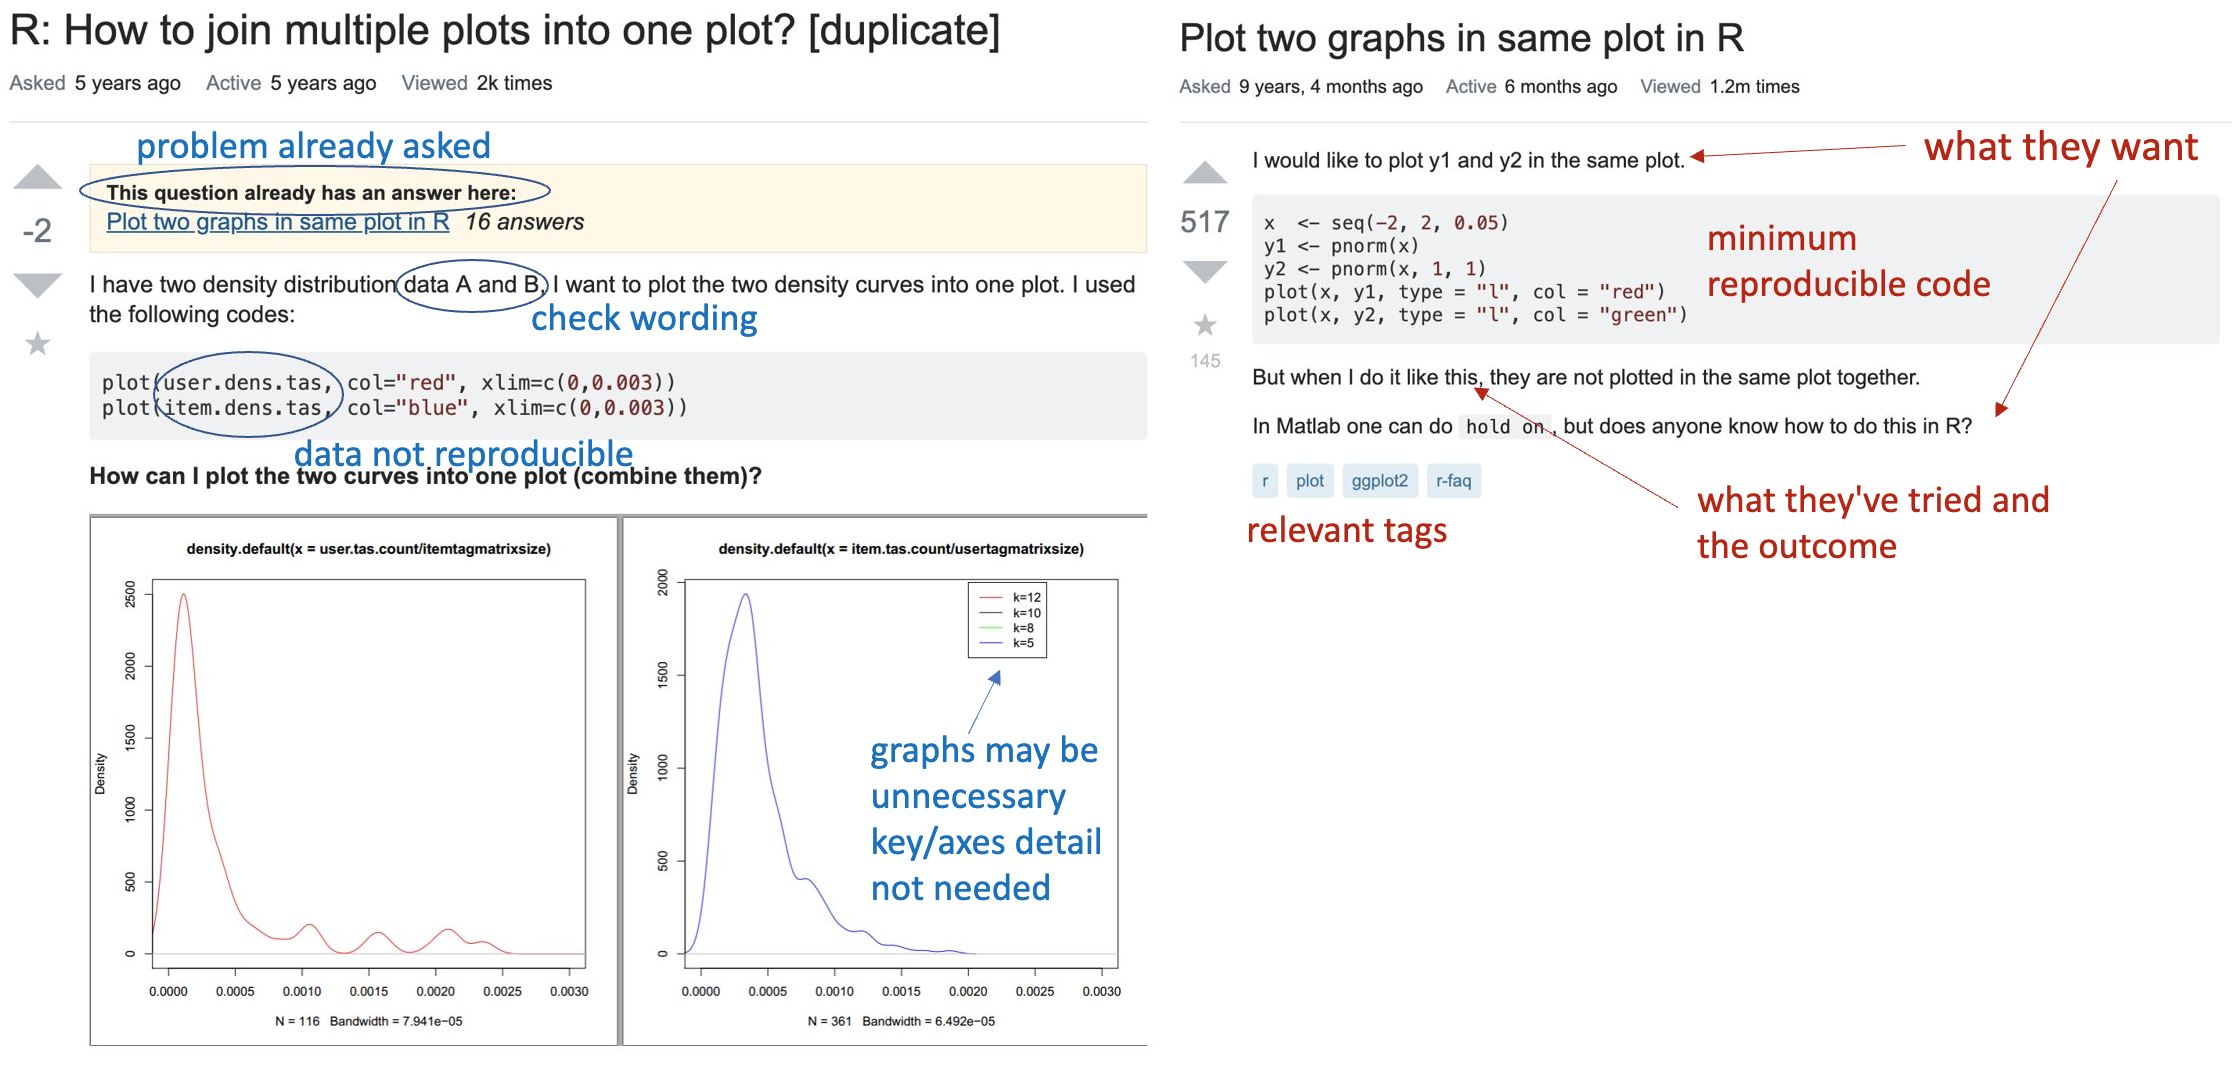 R: How to join multiple plots into one plot? [duplicate]
Asked 5 years ago Active 5 years ago Viewed 2k times
problem already asked
This question already has an answer here:
Plot two graphs in same plot in R 16 answers
-2
I have two density distribution data A and B, I want to plot the two density curves into one plot. I used
the following codes:
check wording
plot(user.dens.tas, col="red", xlim=c(0,0.003))
plot(item.dens.tas, col="blue", xlim=c(0,0.003))
data not reproducible
How can I plot the two curves into one plot (combine them)?
density.default(x = user.tas.count/itemtagmatrixsize)
Density
2500
2000
1500
1000
500
0
0.0000 0.0005 0.0010 0.0015 0.0020 0.0025 0.0030
N = 116 Bandwidth = 7.941e−05
density.default(x = item.tas.count/usertagmatrixsize)
Density
2000
1500
1000
500
0
k=12
k=10
k=8
k=5
graphs may be
unnecessary
key/axes detail
not needed
0.0000 0.0005 0.0010 0.0015 0.0020 0.0025 0.0030
N = 361 Bandwidth = 6.492e−05
Plot two graphs in same plot in R
Asked 9 years, 4 months ago Active 6 months ago Viewed 1.2m times
I would like to plot y1 and y2 in the same plot.
what they want
517
145
x <- seq(-2, 2, 0.05)
y1 <- pnorm(x)
y2 <- pnorm(x, 1, 1)
plot(x, y1, type = "l", col = "red")
plot(x, y2, type = "l", col = "green")
minimum
reproducible code
But when I do it like this, they are not plotted in the same plot together.
In Matlab one can do hold on , but does anyone know how to do this in R?
r plot ggplot2 r-faq
relevant tags
what they've tried and
the outcome